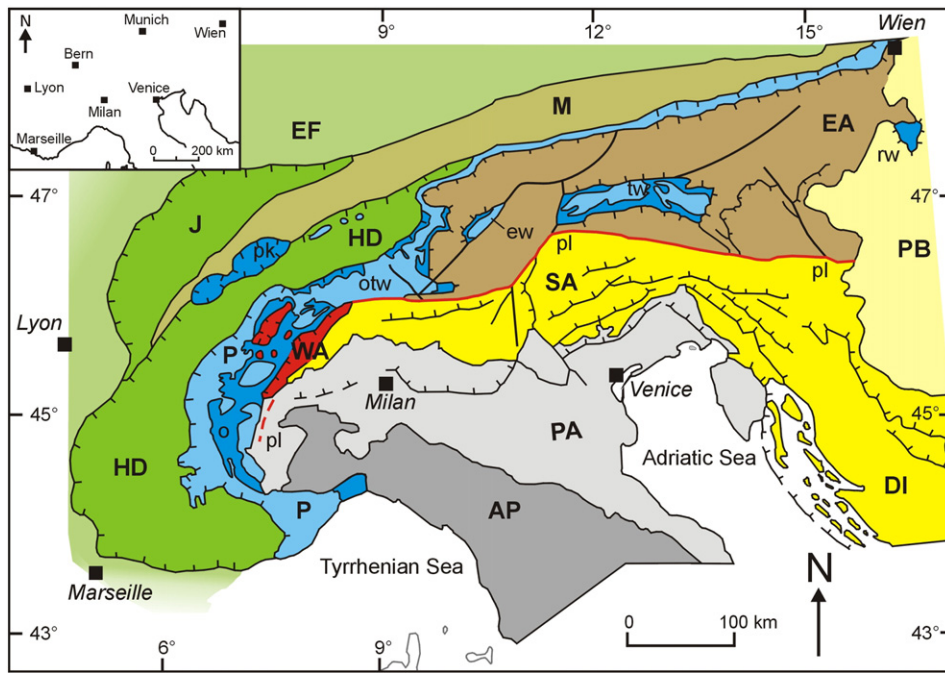 9°
12°
15°
N
Munich
Wien
Bern
Lyon
Milan
Venice
Marseille
0 200 km
Wien
M
EF
EA
rw
47°
47°
J
tw
HD
ew
pk
pl
PB
otw
SA
pl
Lyon
P
WA
Milan
Venice
45°
o
45°
PA
pl
HD
Adriatic Sea
DI
P
AP
Tyrrhenian Sea
N
Marseille
0 100 km
43°
43°
6°
9°